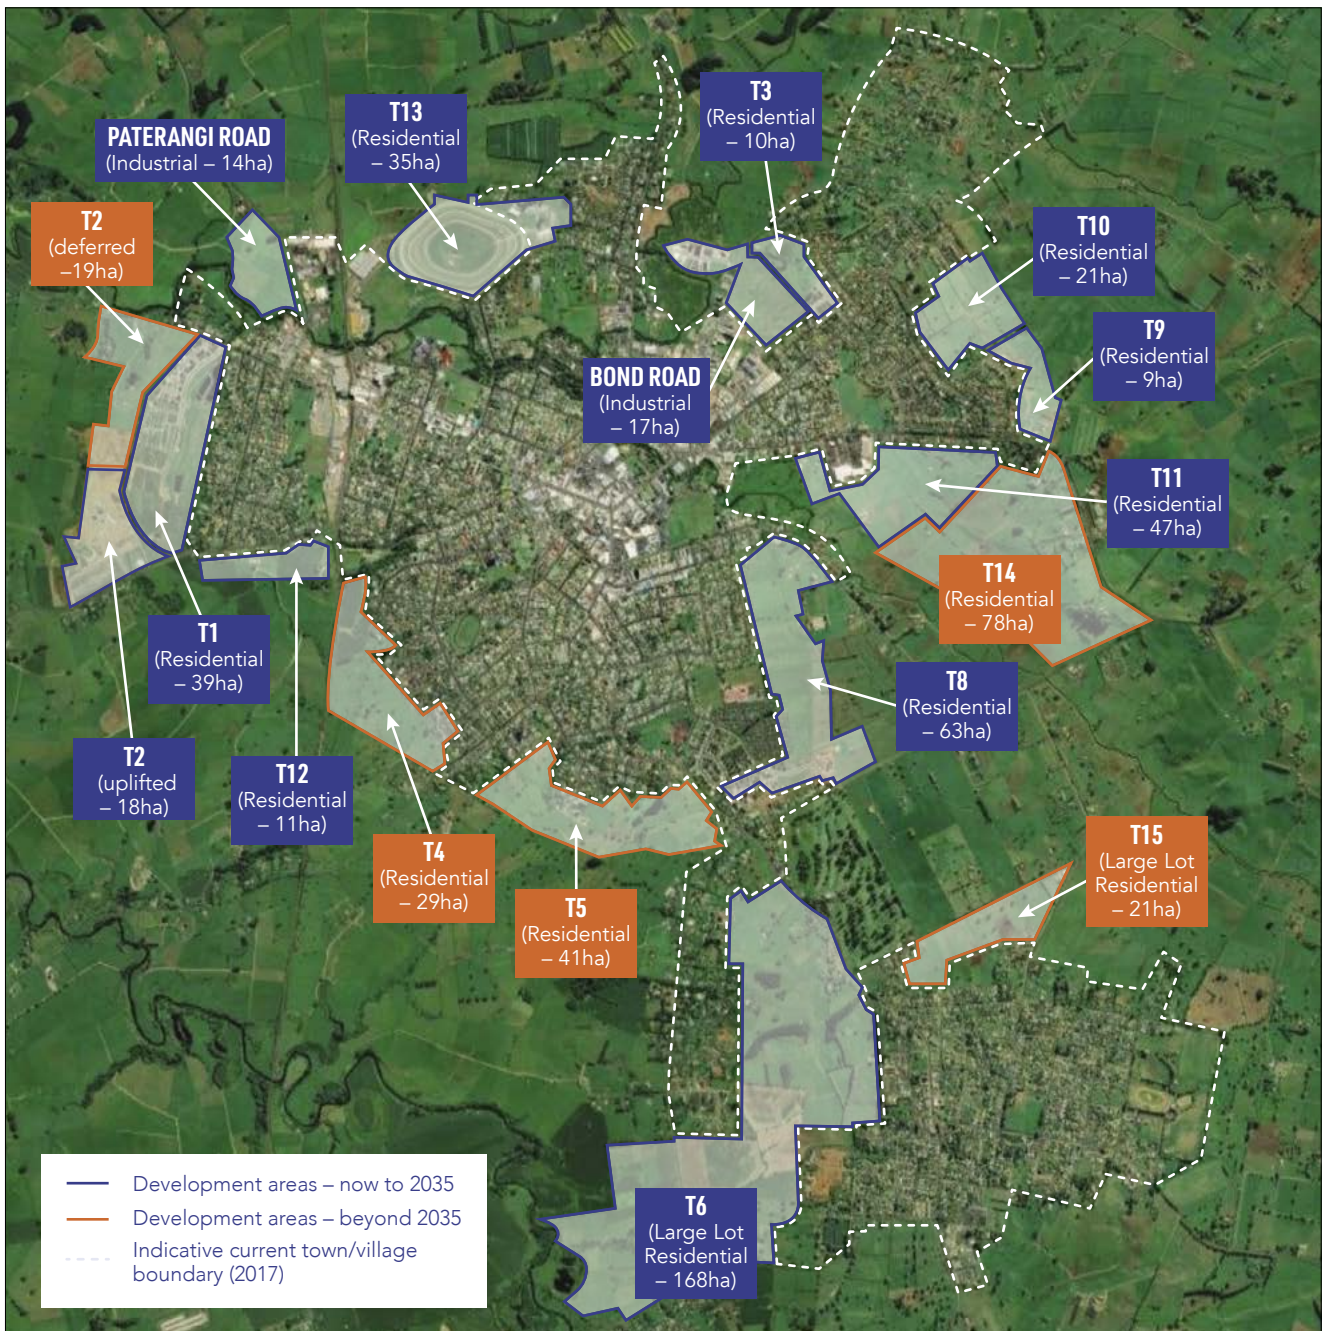 T3
(Residential
– 10ha)
T13
(Residential
– 35ha)
PATERANGI ROAD
(Industrial – 14ha)
T2
(deferred
–19ha)
T10
(Residential
– 21ha)
T9
(Residential
– 9ha)
BOND ROAD
(Industrial
– 17ha)
T11
(Residential
– 47ha)
T14
(Residential
– 78ha)
T1
(Residential
– 39ha)
T8
(Residential
– 63ha)
T2
(uplifted
– 18ha)
T12
(Residential
– 11ha)
T4
(Residential
– 29ha)
T15
(Large Lot
Residential
– 21ha)
T5
(Residential
– 41ha)
T6
(Large Lot
Residential
– 168ha)
Development areas – now to 2035
Development areas – beyond 2035
Indicative current town/village
boundary (2017)